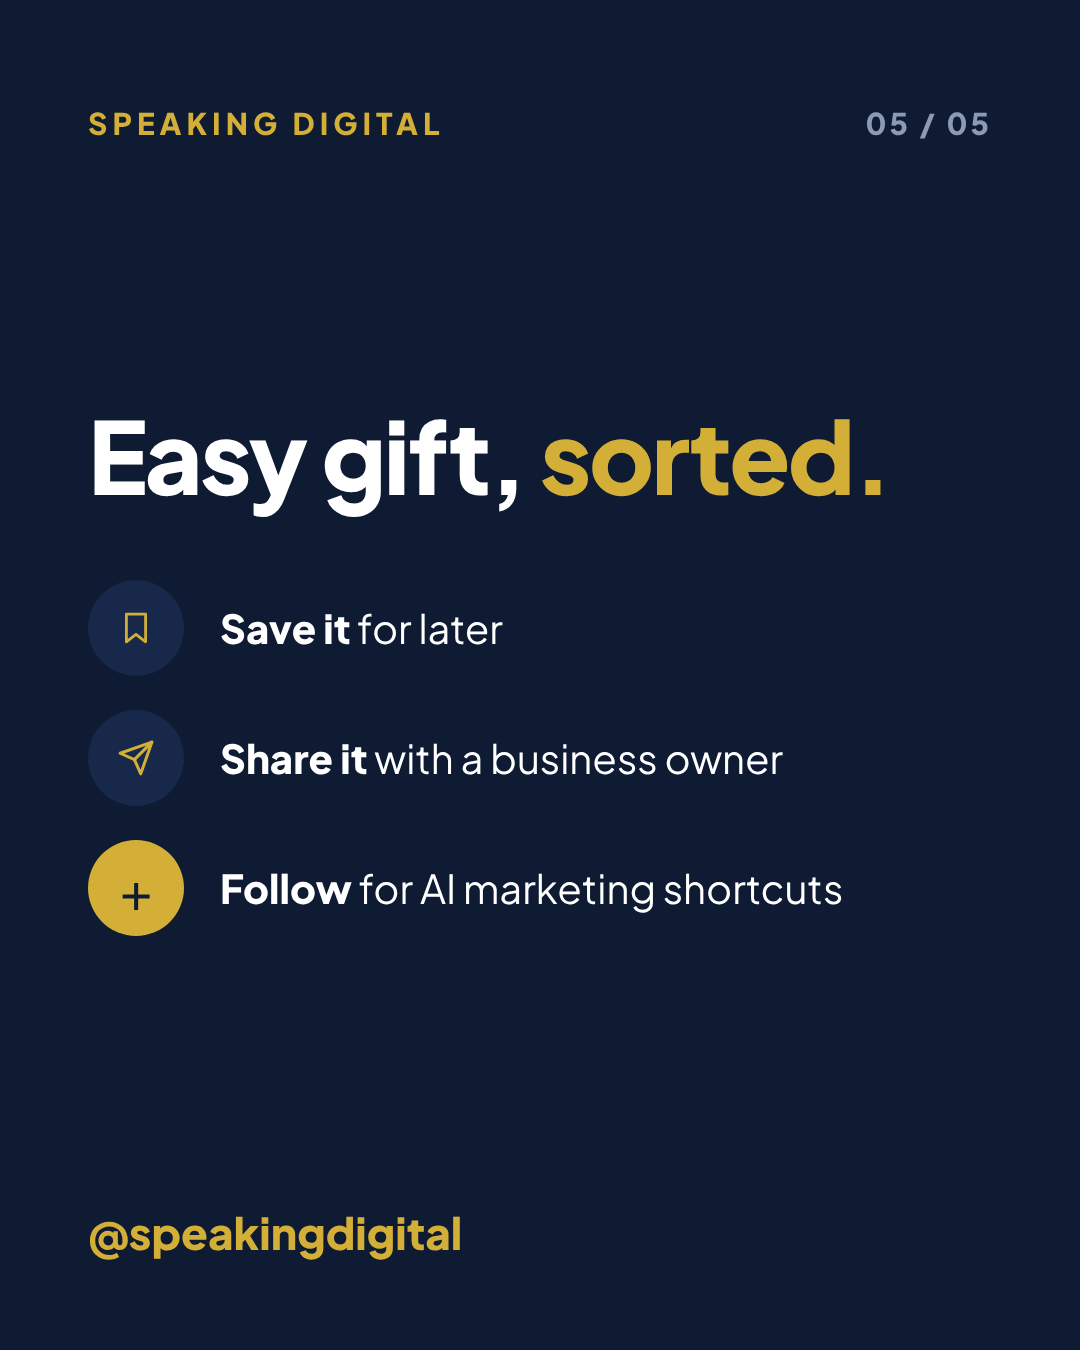 SPEAKING DIGITAL
05 / 05
Easy gift, sorted.
Save it for later
Share it with a business owner
+
Follow for AI marketing shortcuts
@speakingdigital